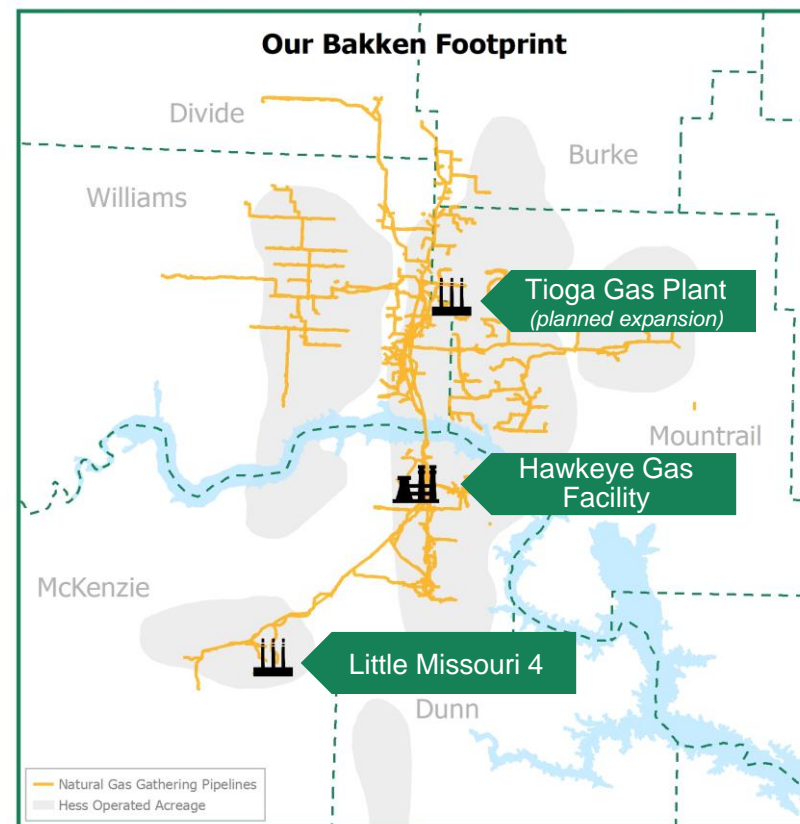 Our Bakken Footprint
Divide
Burke
Williams
Tioga Gas Plant
(planned expansion)
Mountrail
Hawkeye Gas
Facility
McKenzie
Little Missouri 4
Dunn
Natural Gas Gathering Pipelines
Hess Operated Acreage